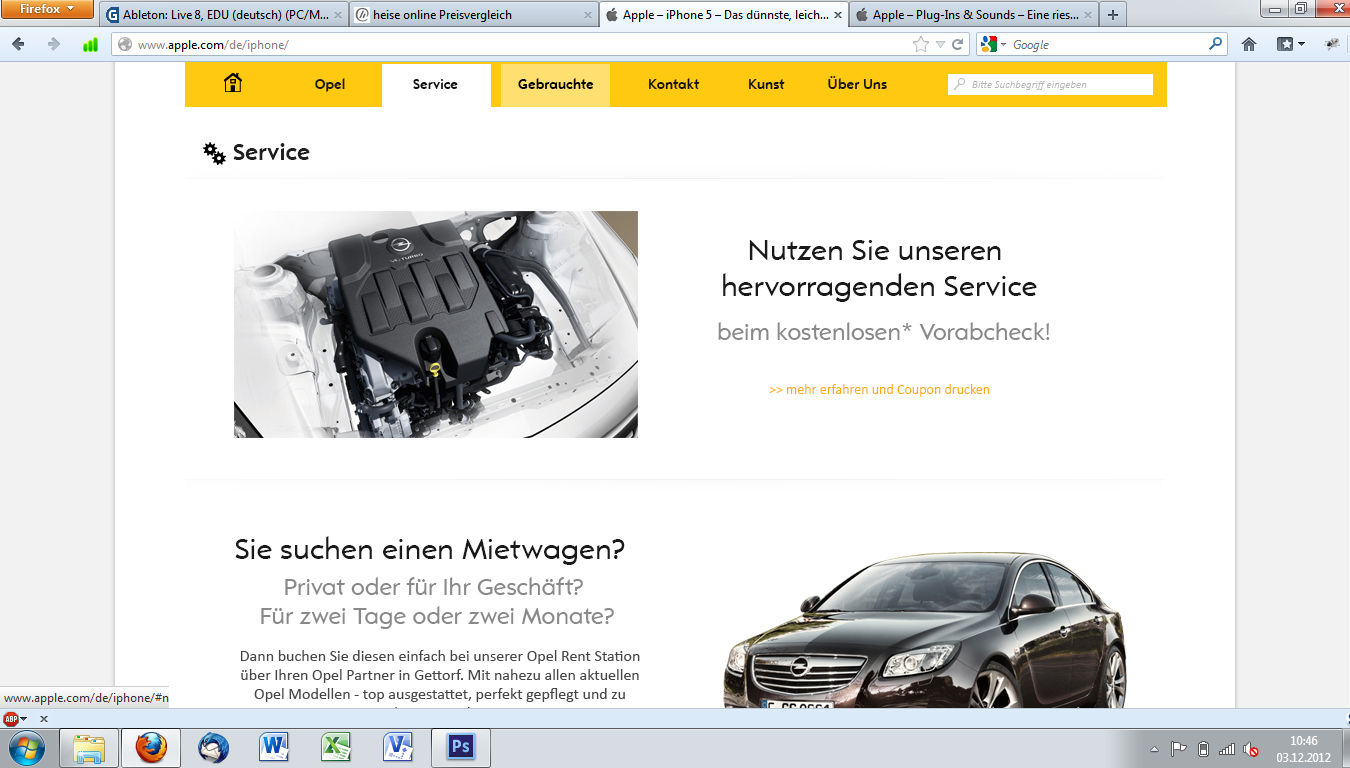 Firefox
Ableton: Live 8, EDU (deutsch) (PC/M...
heise online Preisvergleich
Apple – iPhone 5 – Das dünnste, leich...
Apple – Plug-Ins & Sounds – Eine ries...
www.apple.com/de/iphone/
Google
Opel
Service
Gebrauchte
Kontakt
Kunst
Über Uns
Bitte Suchbegriff eingeben
Service
Nutzen Sie unseren
hervorragenden Service
beim kostenlosen* Vorabcheck!
>> mehr erfahren und Coupon drucken
Sie suchen einen Mietwagen?
Privat oder für Ihr Geschäft?
Für zwei Tage oder zwei Monate?
Dann buchen Sie diesen einfach bei unserer Opel Rent Station
über Ihren Opel Partner in Gettorf. Mit nahezu allen aktuellen
Opel Modellen - top ausgestattet, perfekt gepflegt und zu
www.apple.com/de/iphone/#n
ABP
W
X
V
Ps
10:46
03.12.2012